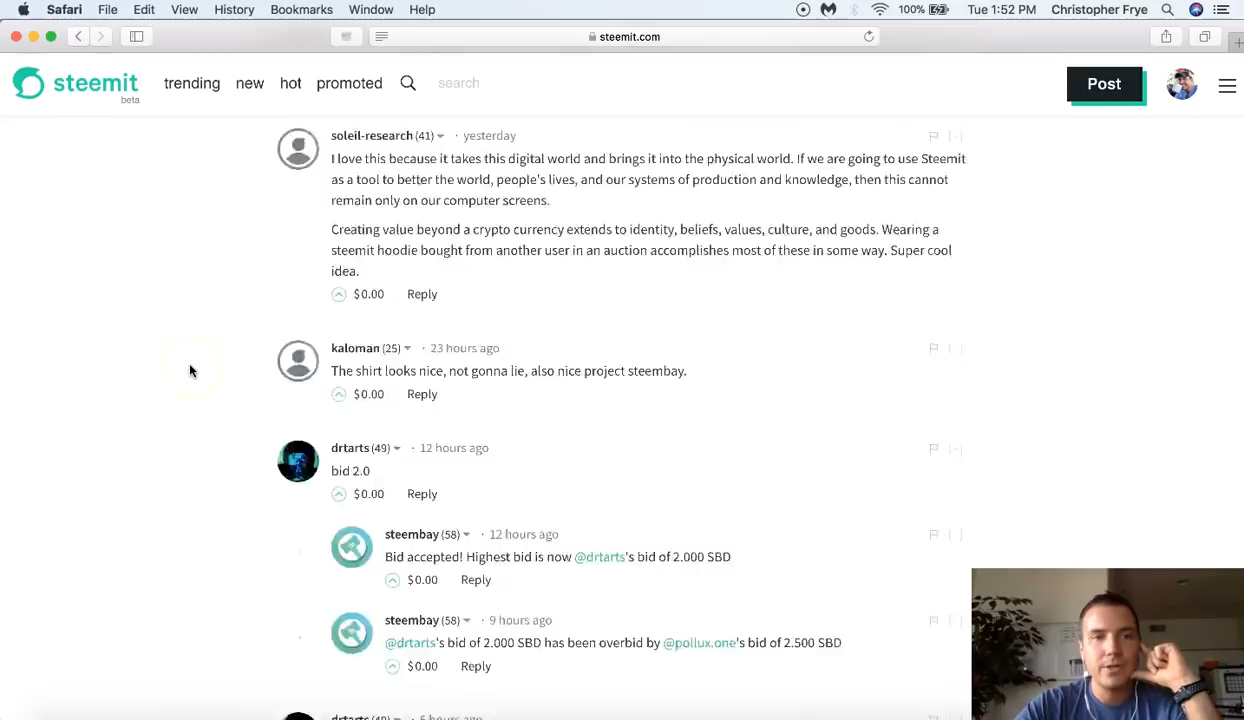 Safari File Edit View History Bookmarks Window Help 100% Tue 1:52 PM Christopher Frye
steemit.com
steemit beta trending new hot promoted search Post
soleil-research (41) · yesterday
I love this because it takes this digital world and brings it into the physical world. If we are going to use Steemit
as a tool to better the world, people's lives, and our systems of production and knowledge, then this cannot
remain only on our computer screens.
Creating value beyond a crypto currency extends to identity, beliefs, values, culture, and goods. Wearing a
steemit hoodie bought from another user in an auction accomplishes most of these in some way. Super cool
idea.
$0.00 Reply
kaloman (25) · 23 hours ago
The shirt looks nice, not gonna lie, also nice project steembay.
$0.00 Reply
drtarts (49) · 12 hours ago
bid 2.0
$0.00 Reply
steembay (58) · 12 hours ago
Bid accepted! Highest bid is now @drtarts's bid of 2.000 SBD
$0.00 Reply
steembay (58) · 9 hours ago
@drtarts's bid of 2.000 SBD has been overbid by @pollux.one's bid of 2.500 SBD
$0.00 Reply
drtarts (49) · 5 hours ago